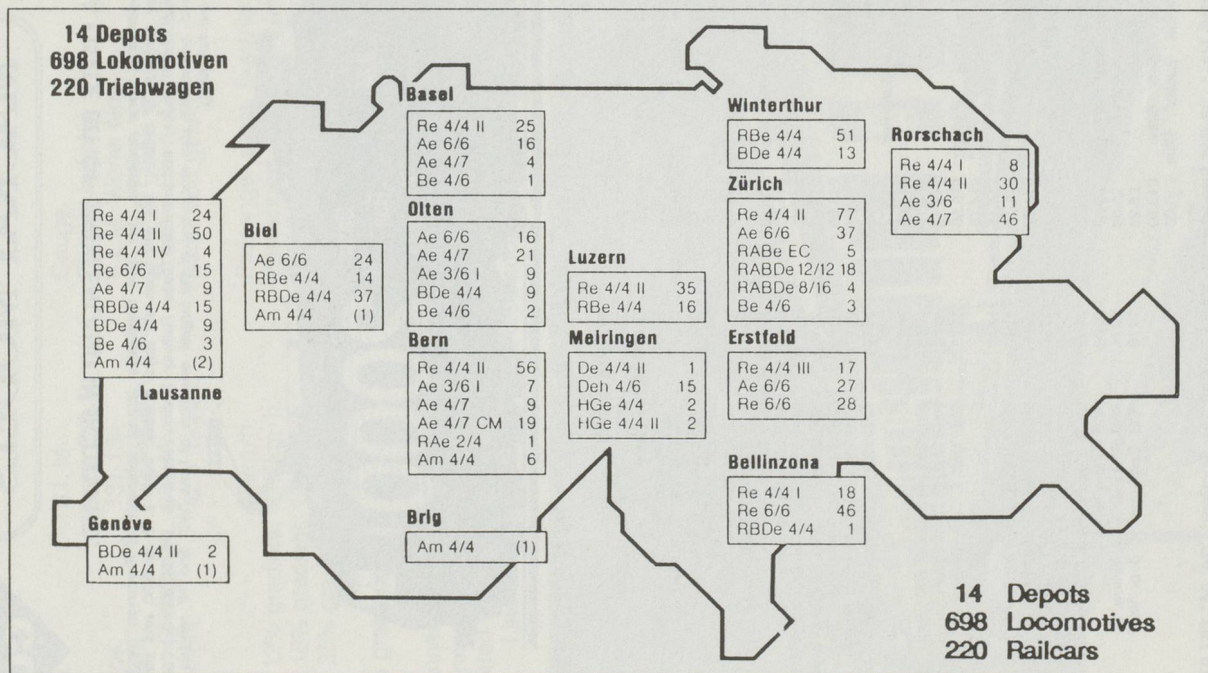 14 Depots
698 Lokomotiven
220 Triebwagen
Basel
Re 4/4 II 25
Ae 6/6 16
Ae 4/7 4
Be 4/6 1
Winterthur
RBe 4/4 51
BDe 4/4 13
Rorschach
Re 4/4 I 8
Re 4/4 II 30
Ae 3/6 11
Ae 4/7 46
Re 4/4 I 24
Re 4/4 II 50
Re 4/4 IV 4
Re 6/6 15
Ae 4/7 9
RBDe 4/4 15
BDe 4/4 9
Be 4/6 3
Am 4/4 (2)
Lausanne
Biel
Ae 6/6 24
RBe 4/4 14
RBDe 4/4 37
Am 4/4 (1)
Olten
Ae 6/6 16
Ae 4/7 21
Ae 3/6 I 9
BDe 4/4 9
Be 4/6 2
Luzern
Re 4/4 II 35
RBe 4/4 16
Zürich
Re 4/4 II 77
Ae 6/6 37
RABe EC 5
RABDe 12/12 18
RABDe 8/16 4
Be 4/6 3
Bern
Re 4/4 II 56
Ae 3/6 I 7
Ae 4/7 9
Ae 4/7 CM 19
RAe 2/4 1
Am 4/4 6
Meiringen
De 4/4 II 1
Deh 4/6 15
HGe 4/4 2
HGe 4/4 II 2
Erstfeld
Re 4/4 III 17
Ae 6/6 27
Re 6/6 28
Bellinzona
Re 4/4 I 18
Re 6/6 46
RBDe 4/4 1
Genève
BDe 4/4 II 2
Am 4/4 (1)
Brig
Am 4/4 (1)
14 Depots
698 Locomotives
220 Railcars